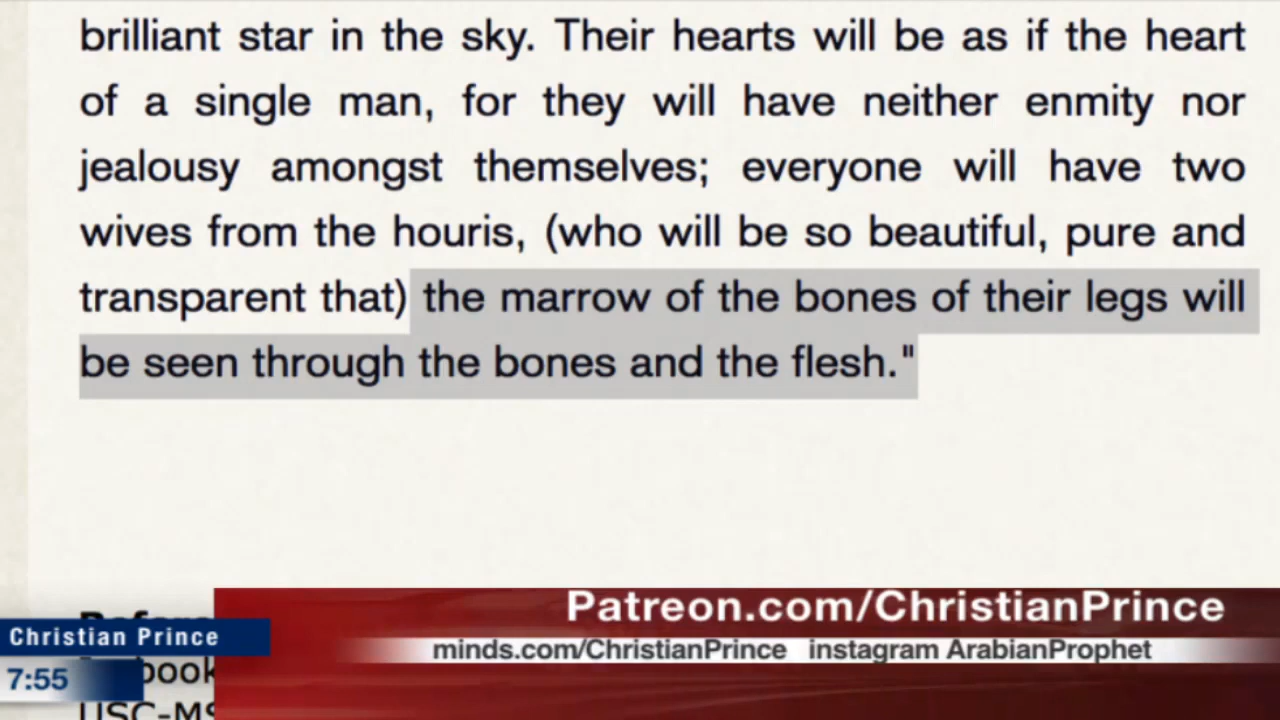 brilliant star in the sky. Their hearts will be as if the heart
of a single man, for they will have neither enmity nor
jealousy amongst themselves; everyone will have two
wives from the houris, (who will be so beautiful, pure and
transparent that) the marrow of the bones of their legs will
be seen through the bones and the flesh."
Patreon.com/ChristianPrince
Christian Prince
minds.com/ChristianPrince instagram ArabianProphet
7:55